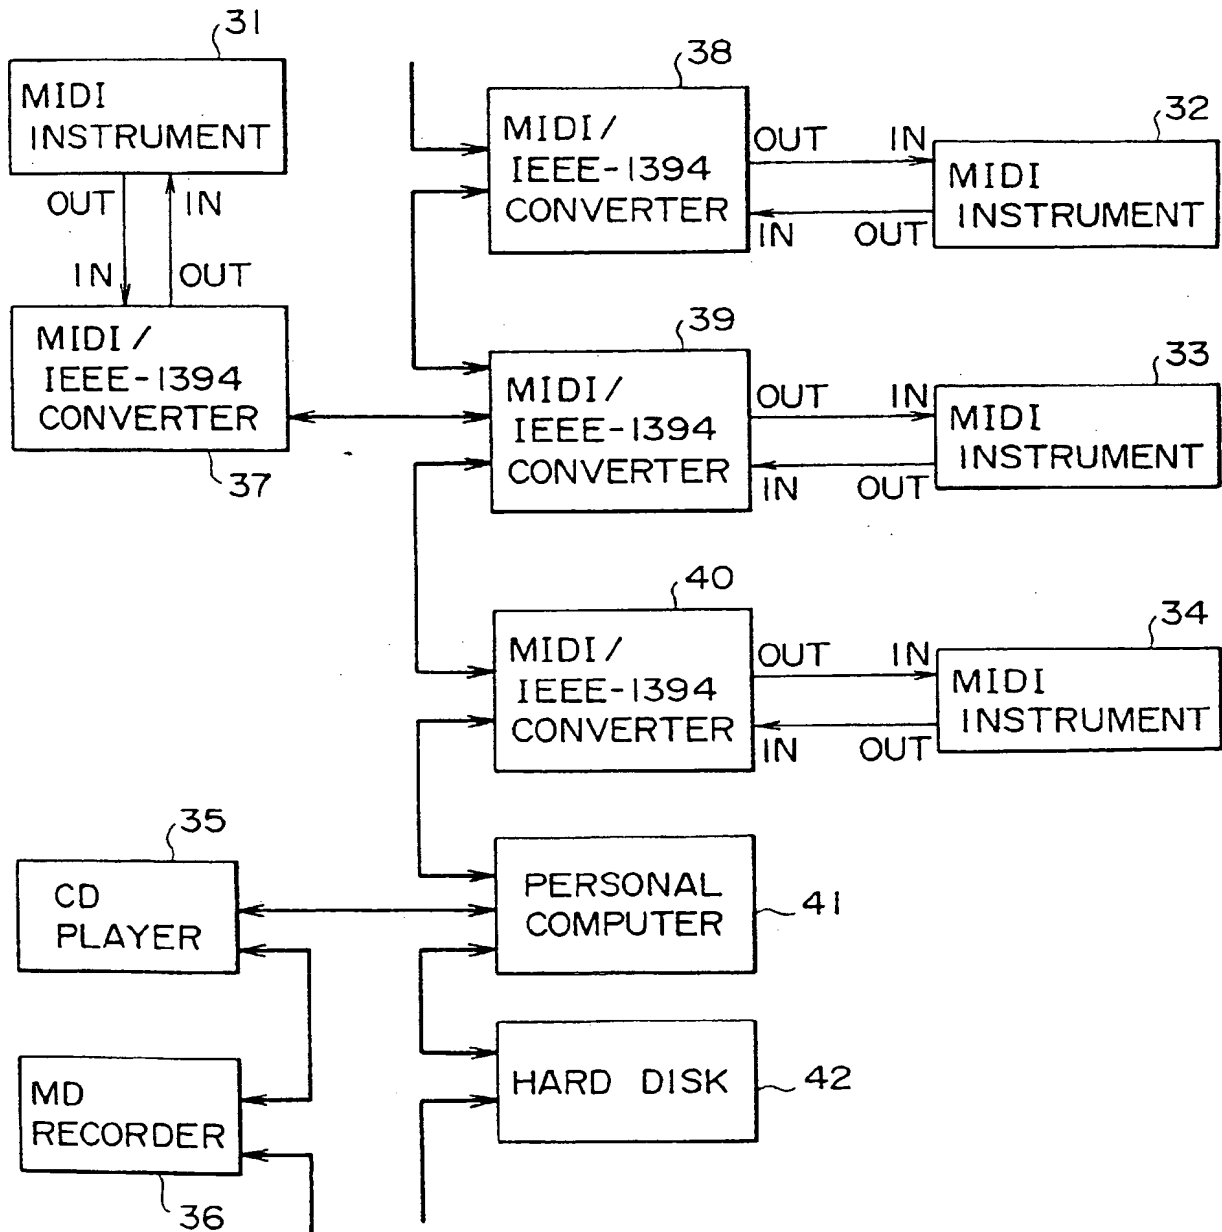 31
MIDI
INSTRUMENT
OUT
IN
IN
OUT
MIDI/
IEEE-1394
CONVERTER
37
38
MIDI/
IEEE-1394
CONVERTER
OUT
IN
IN
OUT
32
MIDI
INSTRUMENT
39
MIDI/
IEEE-1394
CONVERTER
OUT
IN
IN
OUT
33
MIDI
INSTRUMENT
40
MIDI/
IEEE-1394
CONVERTER
OUT
IN
IN
OUT
34
MIDI
INSTRUMENT
35
CD
PLAYER
PERSONAL
COMPUTER
41
MD
RECORDER
36
HARD DISK
42